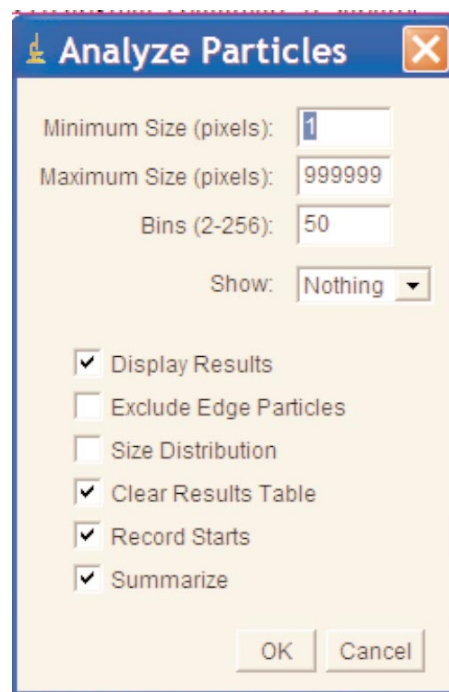 Analyze Particles
Minimum Size (pixels): 1
Maximum Size (pixels): 999999
Bins (2-256): 50
Show: Nothing
Display Results
Exclude Edge Particles
Size Distribution
Clear Results Table
Record Starts
Summarize
OK Cancel